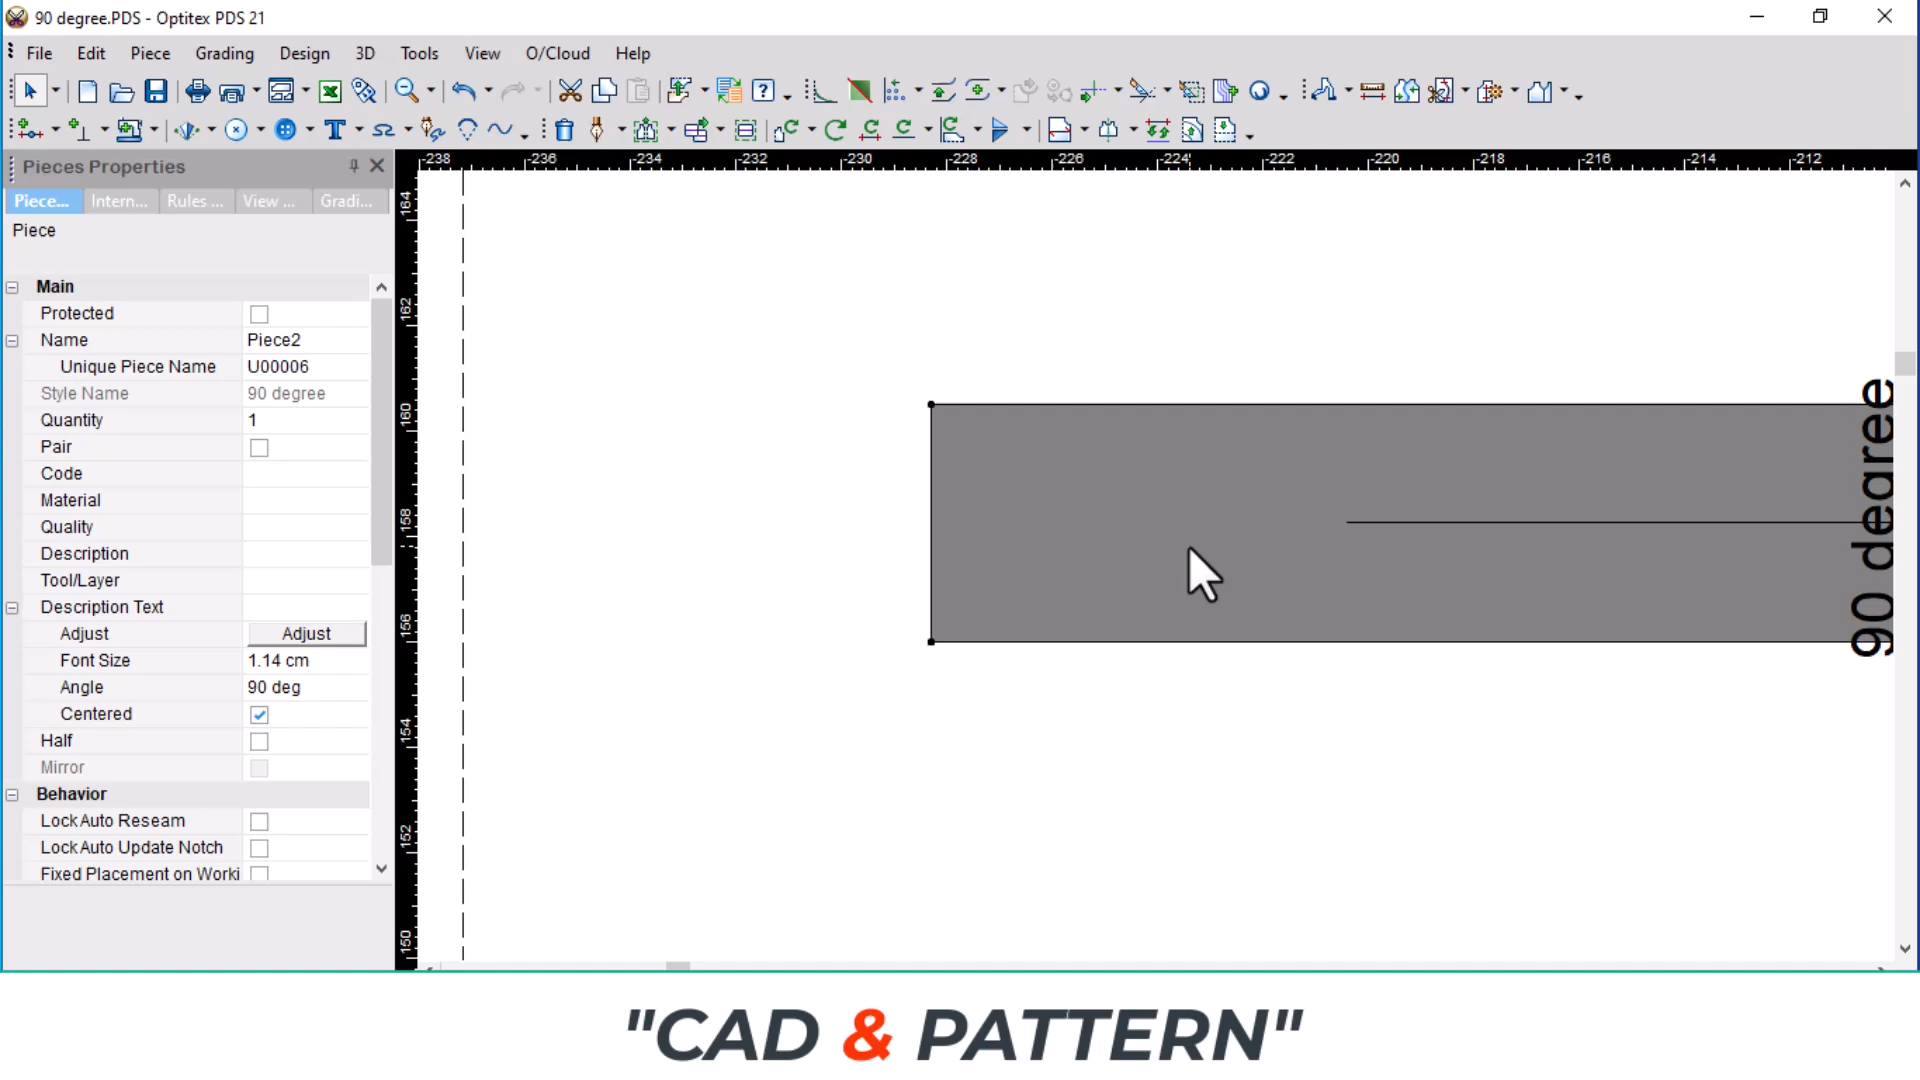 90 degree.PDS - Optitex PDS 21
File Edit Piece Grading Design 3D Tools View O/Cloud Help
Pieces Properties
Piece... Intern... Rules ... View ... Gradi...
Piece
Main
Protected
Name Piece2
Unique Piece Name U00006
Style Name 90 degree
Quantity 1
Pair
Code
Material
Quality
Description
Tool/Layer
Description Text
Adjust Adjust
Font Size 1.14 cm
Angle 90 deg
Centered
Half
Mirror
Behavior
Lock Auto Reseam
Lock Auto Update Notch
Fixed Placement on Worki
-238 -236 -234 -232 -230 -228 -226 -224 -222 -220 -218 -216 -214 -212
164
162
160
158
156
154
152
150
90 degree
"CAD & PATTERN"